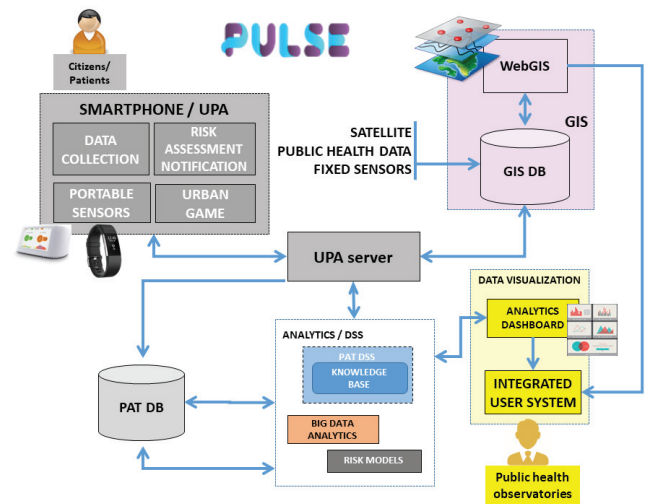 PULSE
Citizens/
Patients
SMARTPHONE / UPA
DATA
COLLECTION
RISK
ASSESSMENT
NOTIFICATION
PORTABLE
SENSORS
URBAN
GAME
SATELLITE
PUBLIC HEALTH DATA
FIXED SENSORS
WebGIS
GIS
GIS DB
UPA server
DATA VISUALIZATION
ANALYTICS
DASHBOARD
INTEGRATED
USER SYSTEM
Public health
observatories
ANALYTICS / DSS
PAT DSS
KNOWLEDGE
BASE
BIG DATA
ANALYTICS
RISK MODELS
PAT DB